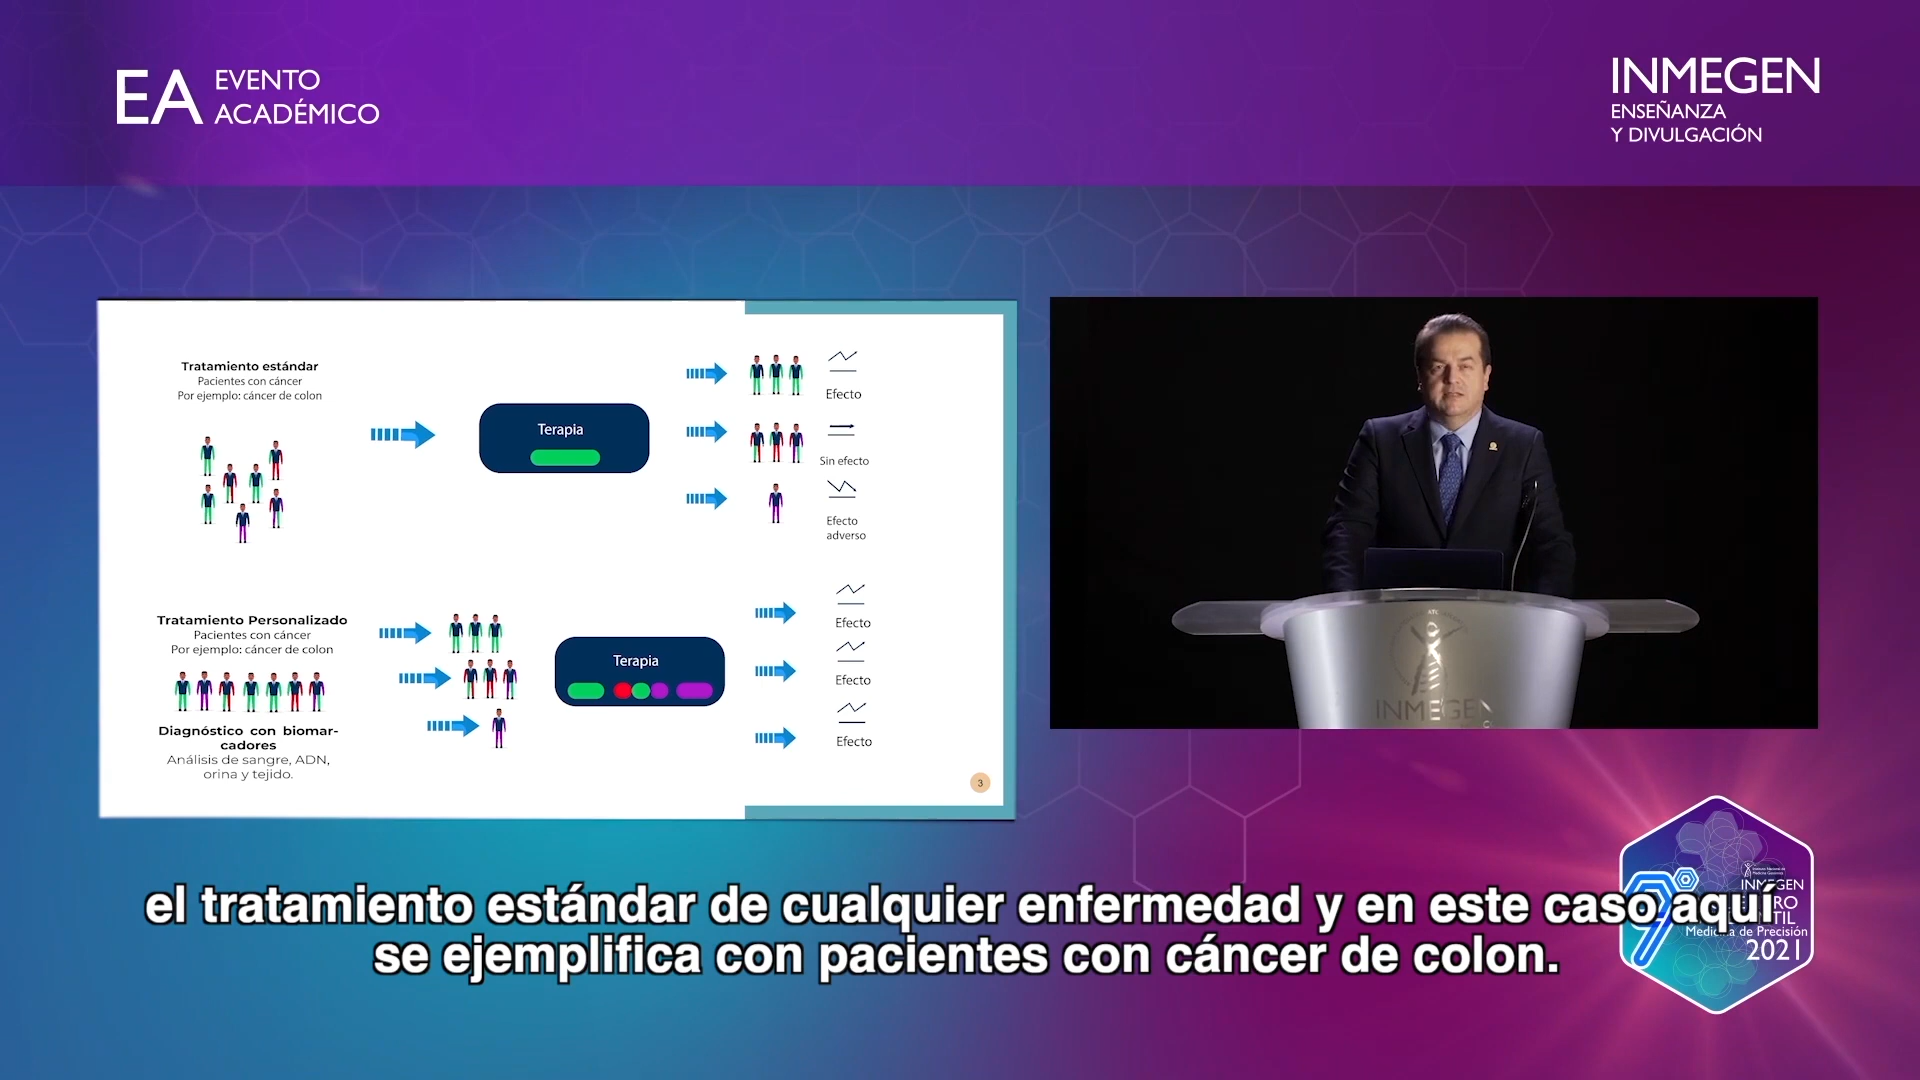 EA EVENTO
ACADÉMICO
INMEGEN
ENSEÑANZA
Y DIVULGACIÓN
Tratamiento estándar
Pacientes con cáncer
Por ejemplo: cáncer de colon
Terapia
Efecto
Sin efecto
Efecto
adverso
Tratamiento Personalizado
Pacientes con cáncer
Por ejemplo: cáncer de colon
Diagnóstico con biomar-
cadores
Análisis de sangre, ADN,
orina y tejido.
Terapia
Efecto
Efecto
Efecto
3
INMEGEN
el tratamiento estándar de cualquier enfermedad y en este caso aquí
se ejemplifica con pacientes con cáncer de colon.
9°
INMEGEN
Medicina de Precisión
2021